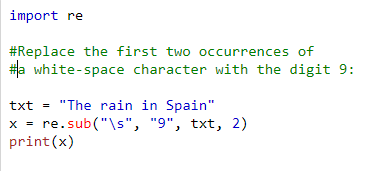 import re
#Replace the first two occurrences of
#a white-space character with the digit 9:
txt = "The rain in Spain"
x = re.sub("\s", "9", txt, 2)
print(x)